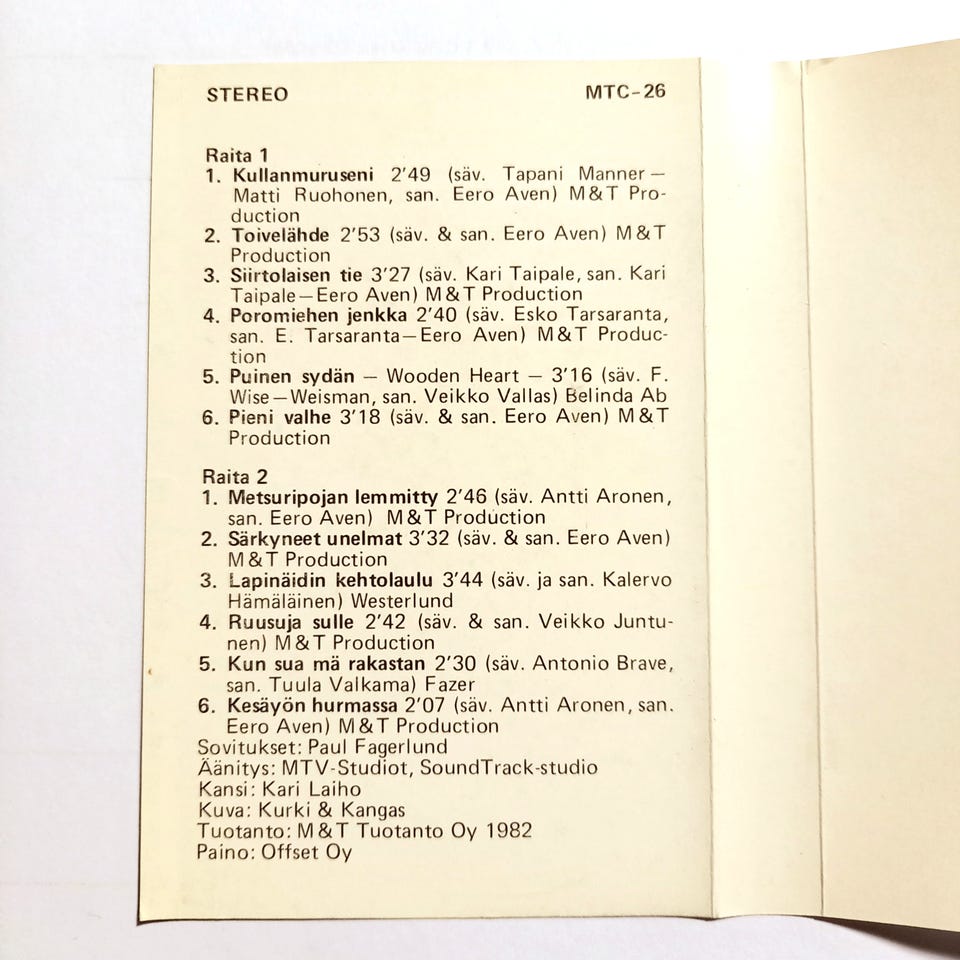 STEREO MTC-26
Raita 1
1. Kullanmuruseni 2'49 (säv. Tapani Manner—
Matti Ruohonen, san. Eero Aven) M&T Pro-
duction
2. Toivelähde 2'53 (säv. & san. Eero Aven) M&T
Production
3. Siirtolaisen tie 3'27 (säv. Kari Taipale, san. Kari
Taipale—Eero Aven) M&T Production
4. Poromiehen jenkka 2'40 (säv. Esko Tarsaranta,
san. E. Tarsaranta—Eero Aven) M&T Produc-
tion
5. Puinen sydän — Wooden Heart — 3'16 (säv. F.
Wise—Weisman, san. Veikko Vallas) Belinda Ab
6. Pieni valhe 3'18 (säv. & san. Eero Aven) M&T
Production
Raita 2
1. Metsuripojan lemmitty 2'46 (säv. Antti Aronen,
san. Eero Aven) M&T Production
2. Särkyneet unelmat 3'32 (säv. & san. Eero Aven)
M&T Production
3. Lapinäidin kehtolaulu 3'44 (säv. ja san. Kalervo
Hämäläinen) Westerlund
4. Ruusuja sulle 2'42 (säv. & san. Veikko Juntu-
nen) M&T Production
5. Kun sua mä rakastan 2'30 (säv. Antonio Brave,
san. Tuula Valkama) Fazer
6. Kesäyön hurmassa 2'07 (säv. Antti Aronen, san.
Eero Aven) M&T Production
Sovitukset: Paul Fagerlund
Äänitys: MTV-Studiot, SoundTrack-studio
Kansi: Kari Laiho
Kuva: Kurki & Kangas
Tuotanto: M&T Tuotanto Oy 1982
Paino: Offset Oy